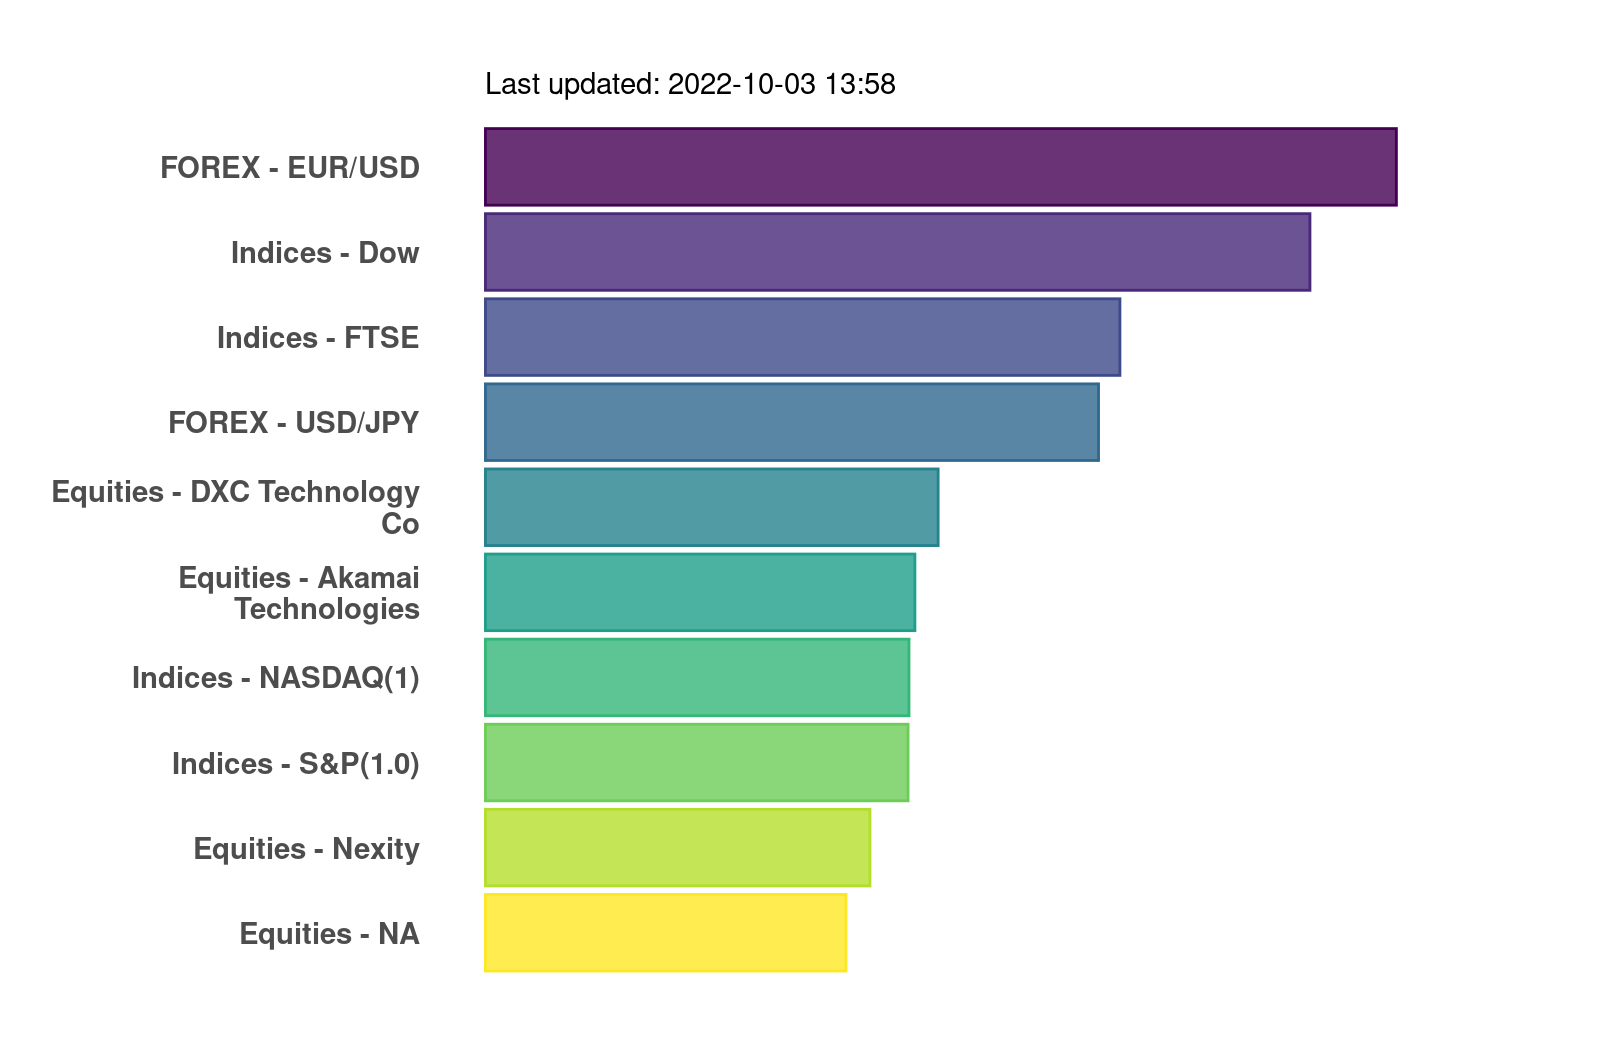 Last updated: 2022-10-03 13:58
FOREX - EUR/USD
Indices - Dow
Indices - FTSE
FOREX - USD/JPY
Equities - DXC Technology
Co
Equities - Akamai
Technologies
Indices - NASDAQ(1)
Indices - S&P(1.0)
Equities - Nexity
Equities - NA